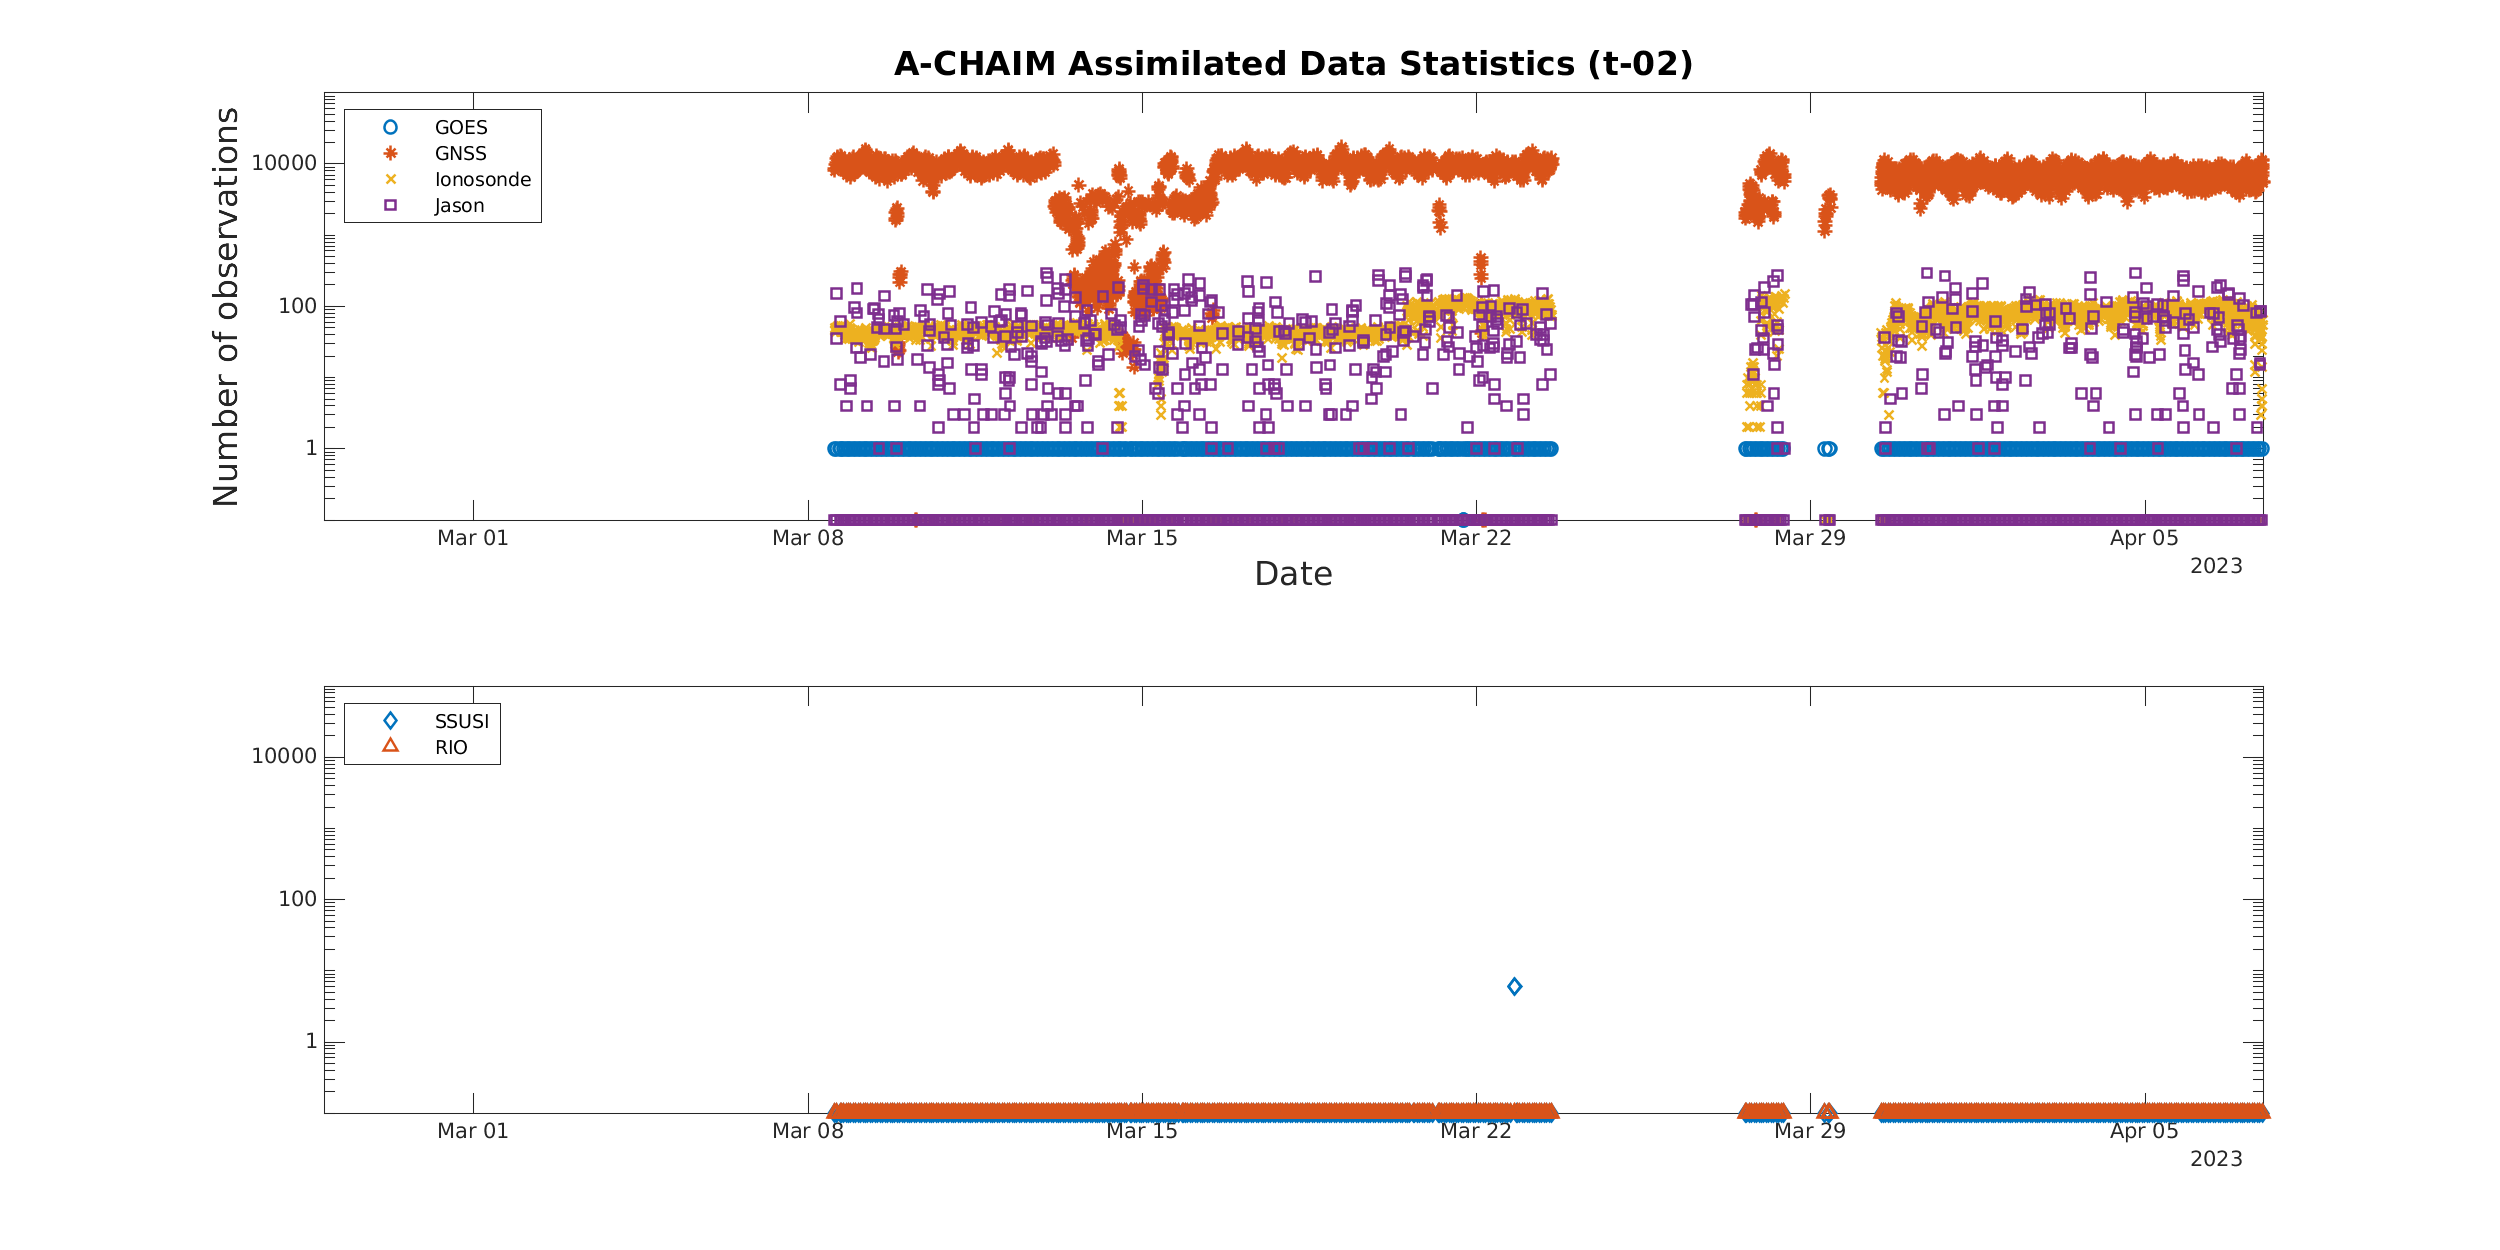 A-CHAIM Assimilated Data Statistics (t-02)
Number of observations
10000
100
1
GOES
GNSS
Ionosonde
Jason
Mar 01 Mar 08 Mar 15 Mar 22 Mar 29 Apr 05
2023
Date
10000
100
1
SSUSI
RIO
Mar 01 Mar 08 Mar 15 Mar 22 Mar 29 Apr 05
2023